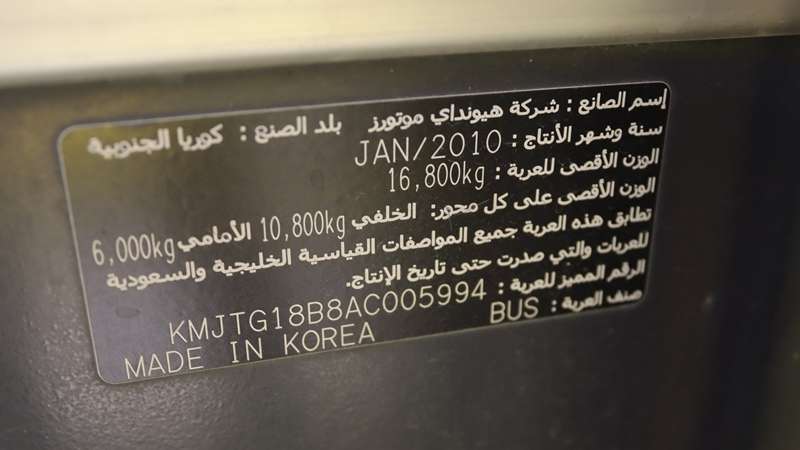 إسم الصانع : شركة هيونداي موتورز بلد الصنع : كوريا الجنوبية
سنة وشهر الأنتاج : JAN/2010
الوزن الأقصى للعربة : 16,800kg
الوزن الأقصى على كل محور: الخلفي 10,800kg الأمامي 6,000kg
تطابق هذه العربة جميع المواصفات القياسية الخليجية والسعودية
للعربات والتي صدرت حتى تاريخ الإنتاج.
الرقم المميز للعربة : KMJTG18B8AC005994
صنف العربة : BUS
MADE IN KOREA